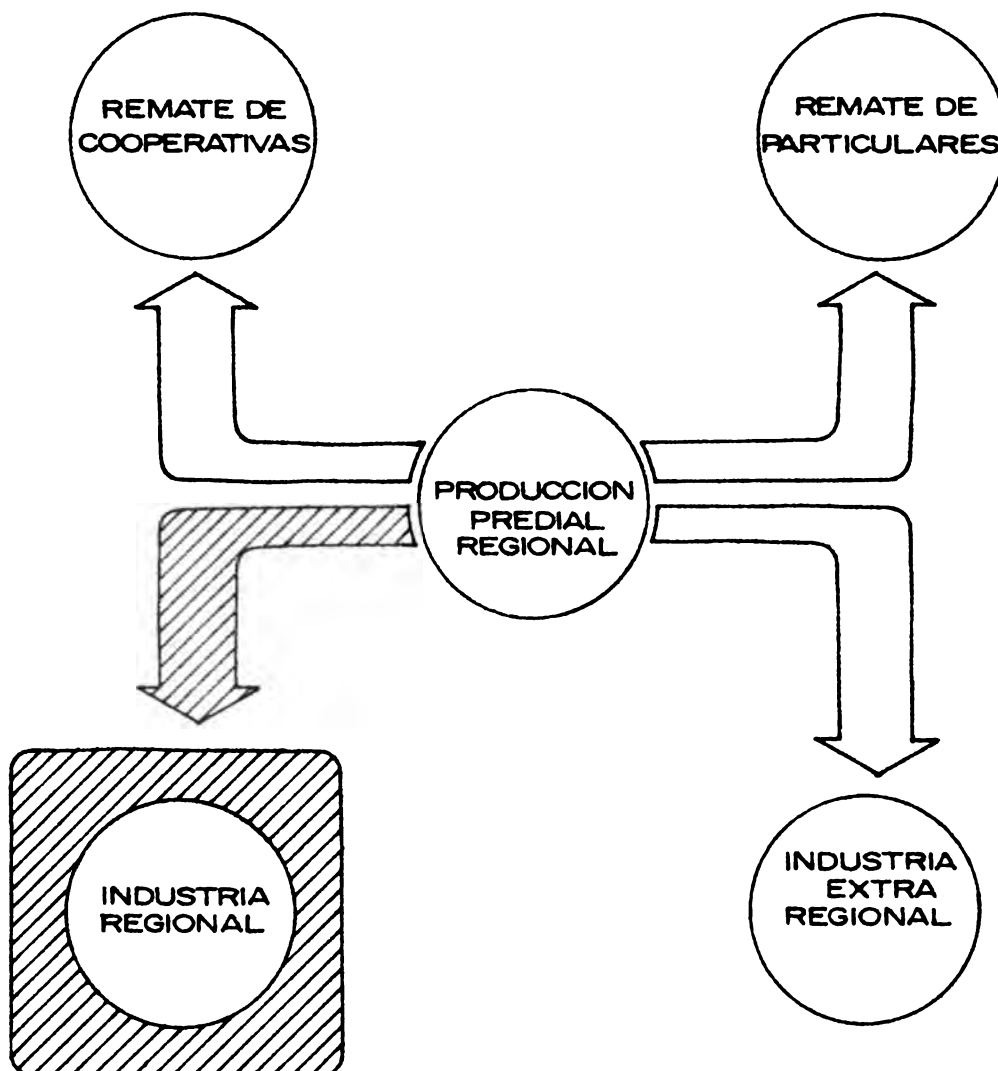 REMATE DE
COOPERATIVAS
REMATE DE
PARTICULARES
PRODUCCION
PREDIAL
REGIONAL
INDUSTRIA
REGIONAL
INDUSTRIA
EXTRA
REGIONAL